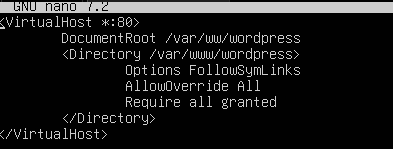 GNU nano 7.2
<VirtualHost *:80>
DocumentRoot /var/ww/wordpress
<Directory /var/www/wordpress>
Options FollowSymLinks
AllowOverride All
Require all granted
</Directory>
</VirtualHost>